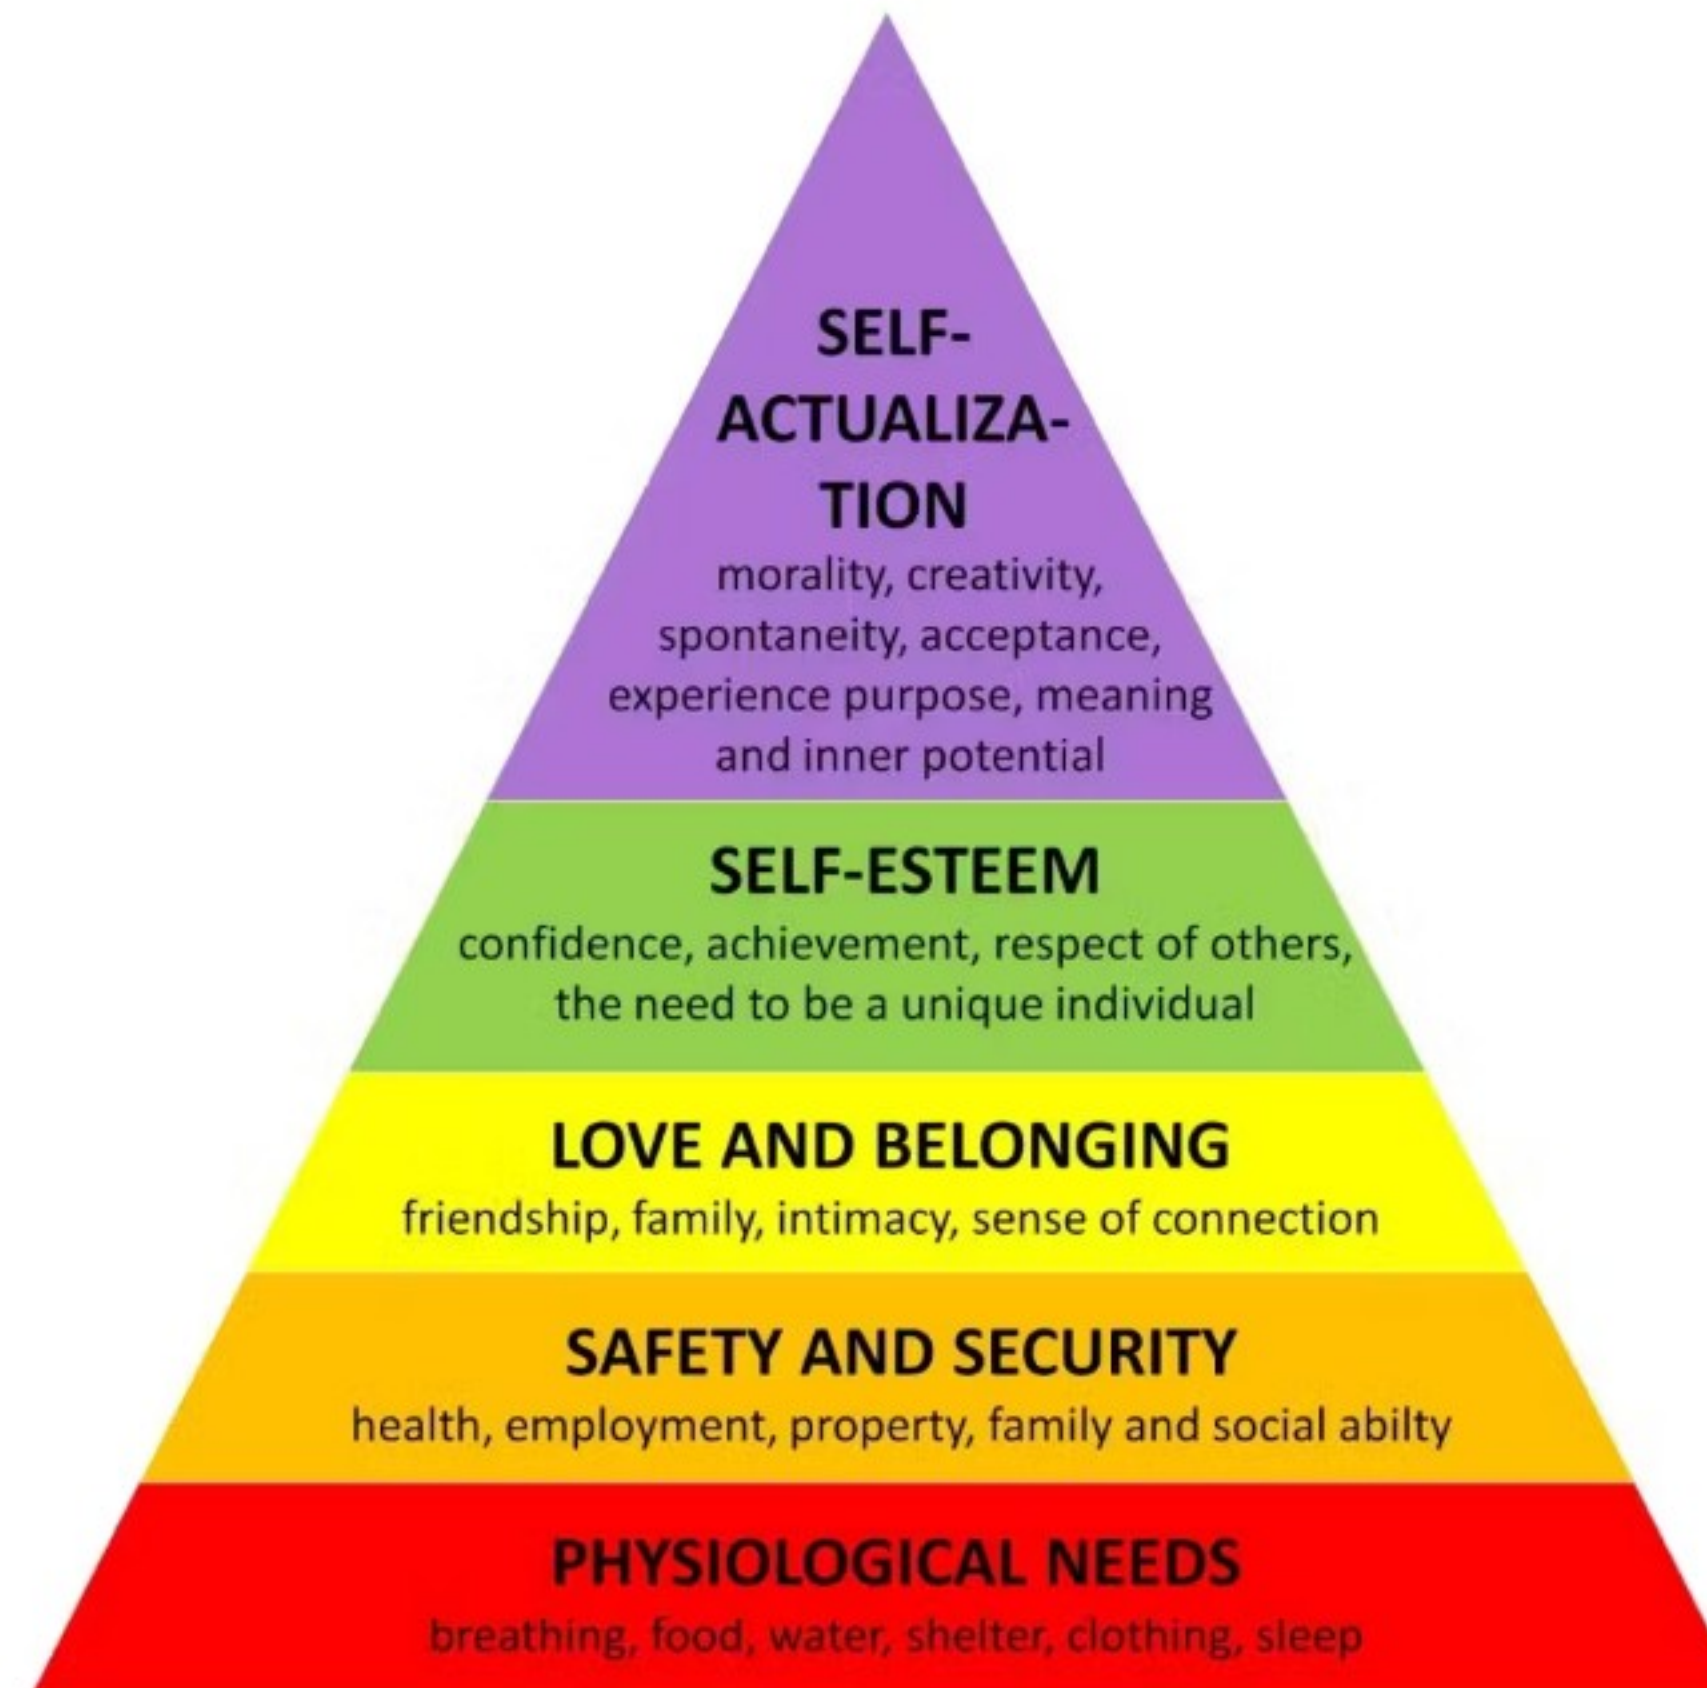 SELF-
ACTUALIZA-
TION
morality, creativity,
spontaneity, acceptance,
experience purpose, meaning
and inner potential
SELF-ESTEEM
confidence, achievement, respect of others,
the need to be a unique individual
LOVE AND BELONGING
friendship, family, intimacy, sense of connection
SAFETY AND SECURITY
health, employment, property, family and social abilty
PHYSIOLOGICAL NEEDS
breathing, food, water, shelter, clothing, sleep